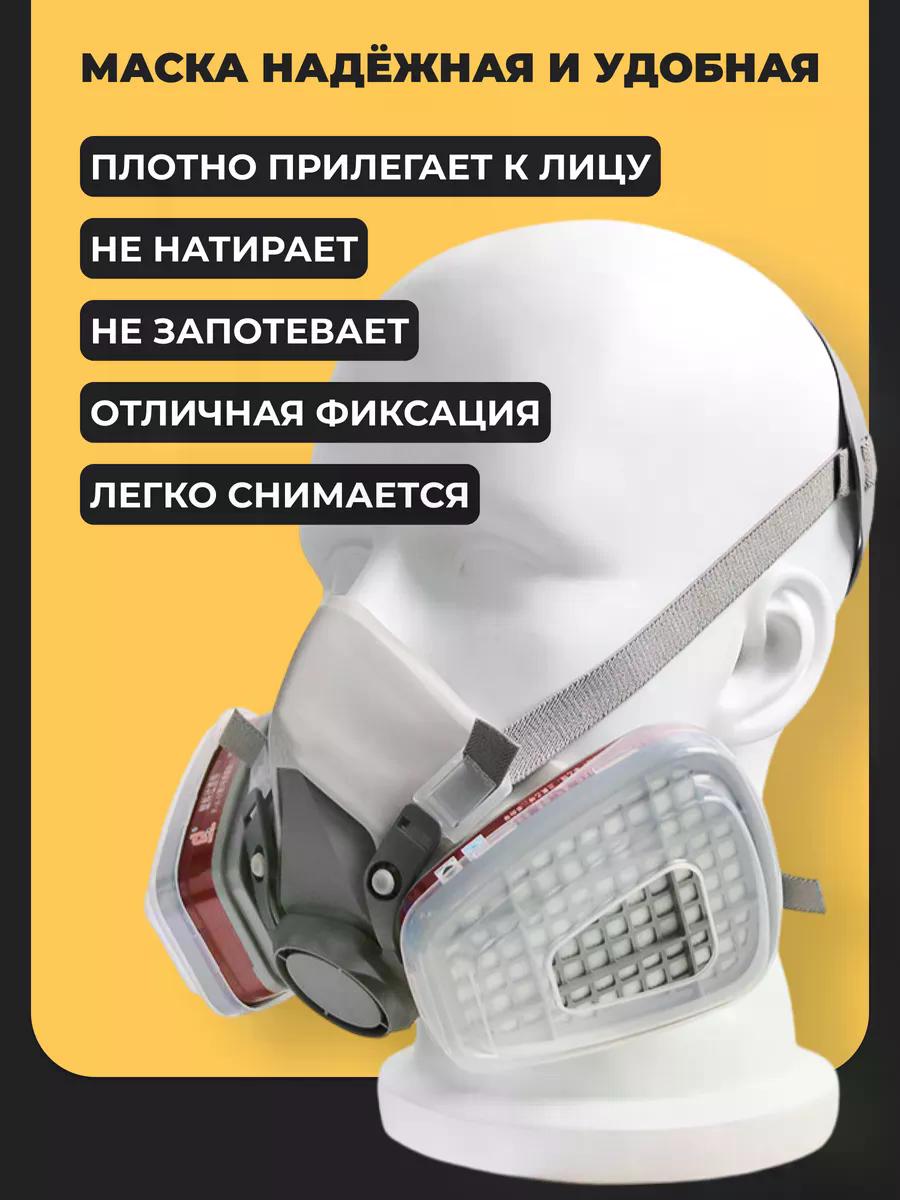 МАСКА НАДЁЖНАЯ И УДОБНАЯ
ПЛОТНО ПРИЛЕГАЕТ К ЛИЦУ
НЕ НАТИРАЕТ
НЕ ЗАПОТЕВАЕТ
ОТЛИЧНАЯ ФИКСАЦИЯ
ЛЕГКО СНИМАЕТСЯ